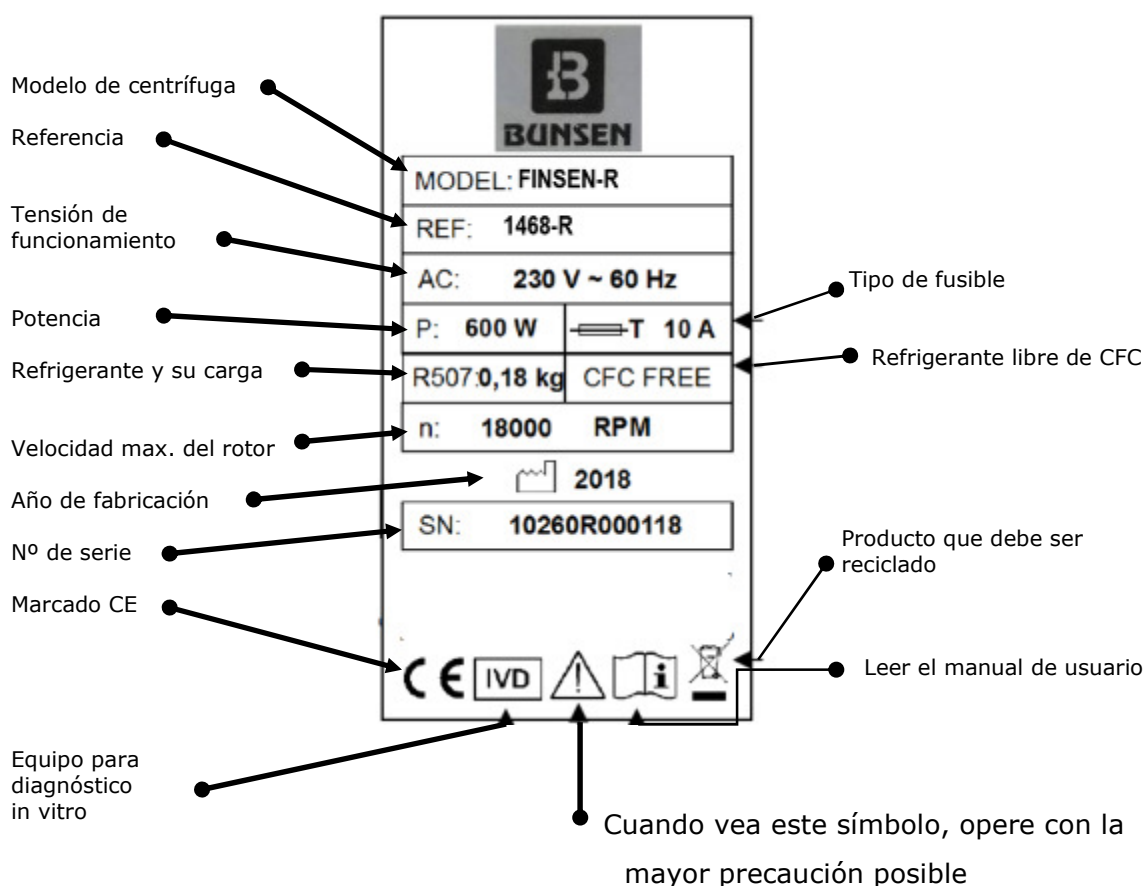 BUNSEN
Modelo de centrífuga
MODEL: FINSEN-R
Referencia
REF: 1468-R
Tensión de
funcionamiento
AC: 230 V ~ 60 Hz
Tipo de fusible
Potencia
P: 600 W
T 10 A
Refrigerante y su carga
R507:0,18 kg
CFC FREE
Refrigerante libre de CFC
Velocidad max. del rotor
n: 18000 RPM
Año de fabricación
2018
Nº de serie
SN: 10260R000118
Producto que debe ser
reciclado
Marcado CE
CE
IVD
i
Leer el manual de usuario
Equipo para
diagnóstico
in vitro
Cuando vea este símbolo, opere con la
mayor precaución posible